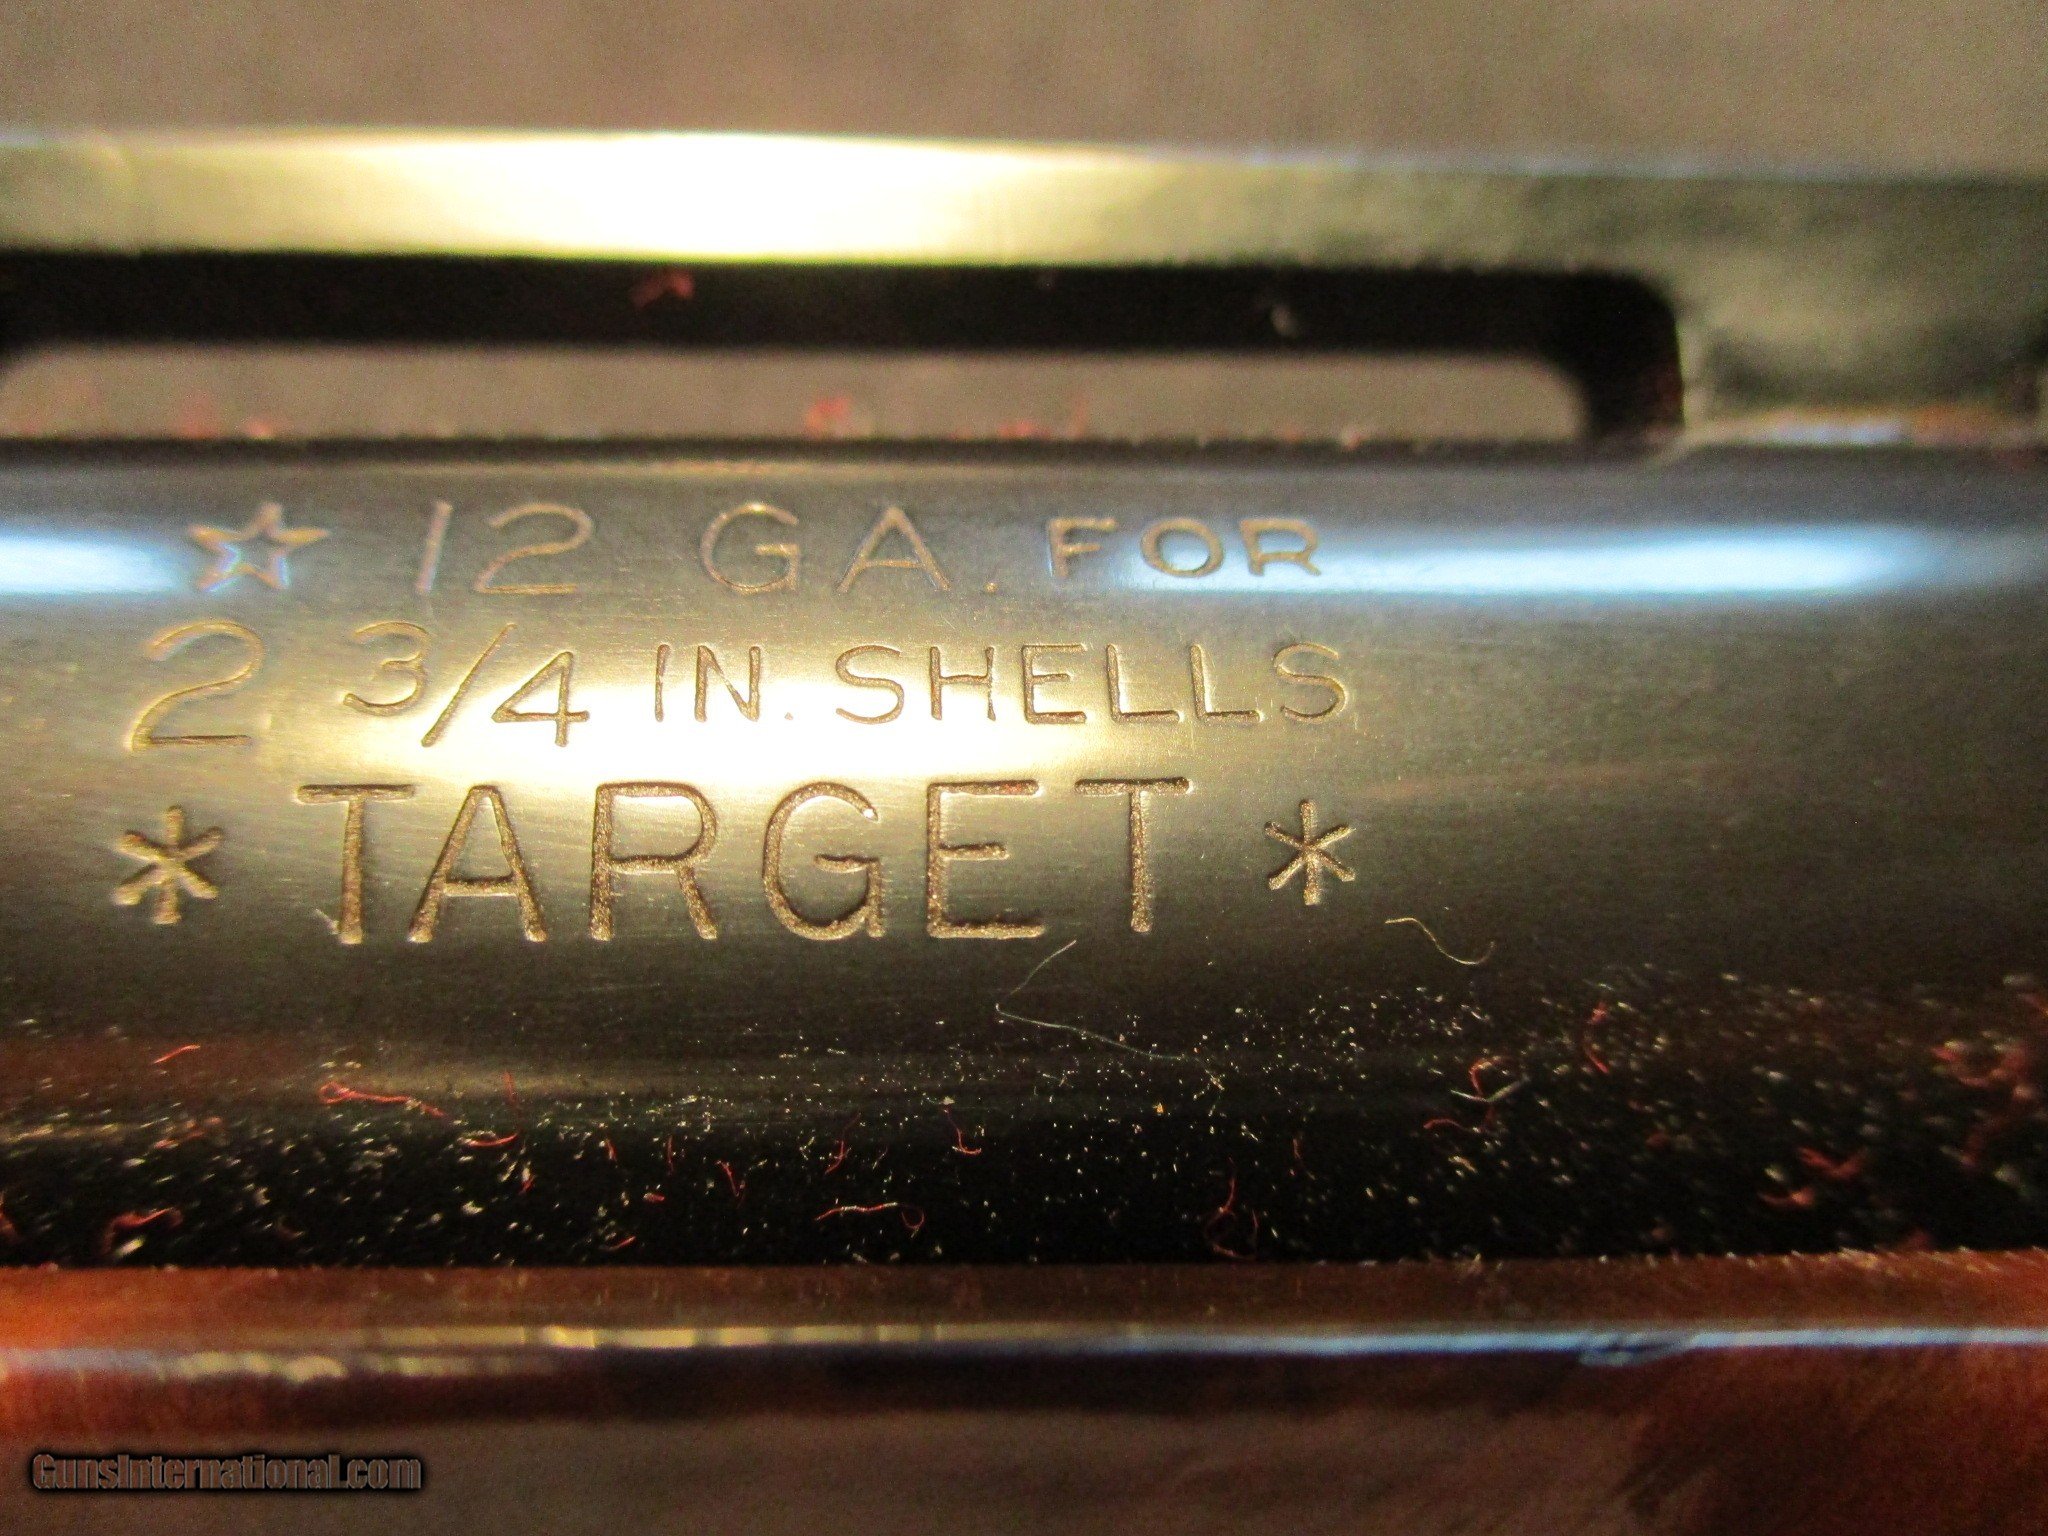 ☆ 12 GA. FOR
2 3/4 IN. SHELLS
* TARGET *
GunsInternational.com